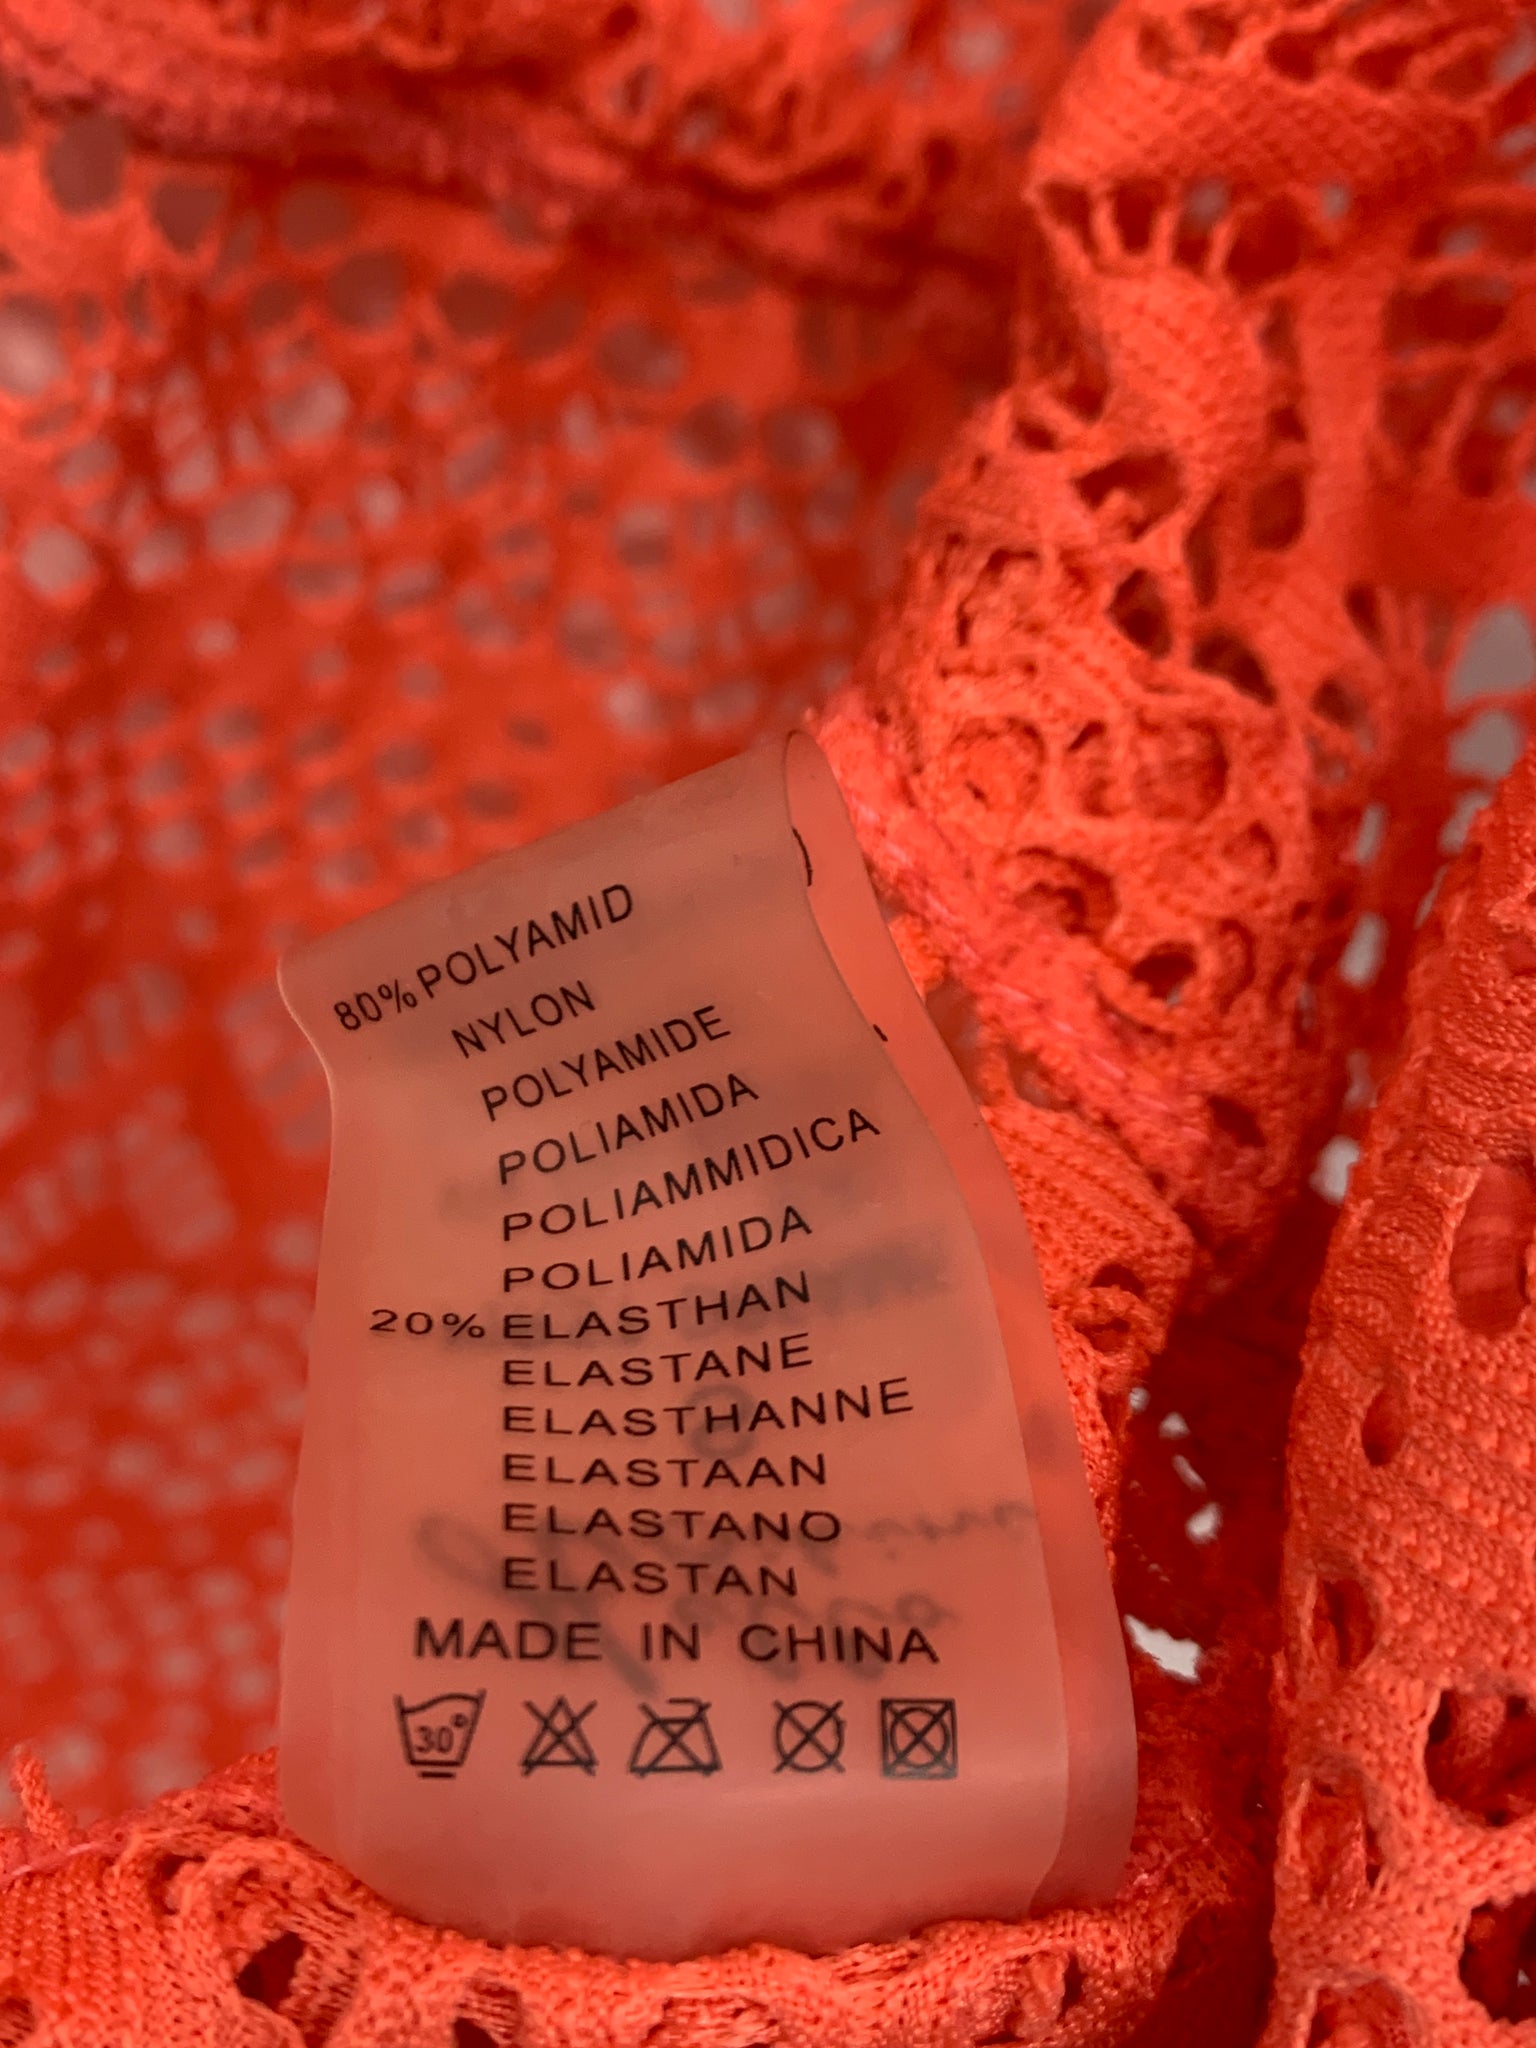 80% POLYAMID
NYLON
POLYAMIDE
POLIAMIDA
POLIAMMIDICA
POLIAMIDA
20% ELASTHAN
ELASTANE
ELASTHANNE
ELASTAAN
ELASTANO
ELASTAN
MADE IN CHINA
30°